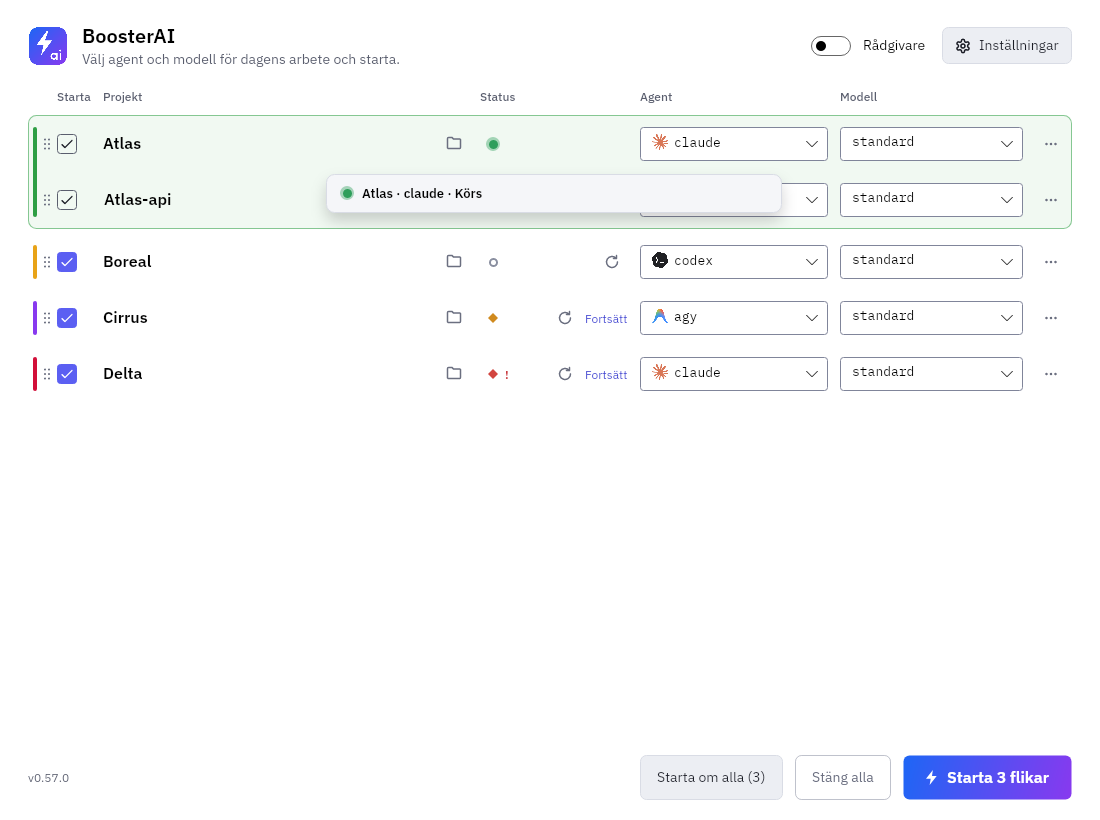 ai
BoosterAI
Välj agent och modell för dagens arbete och starta.
Rådgivare
Inställningar
Starta Projekt Status Agent Modell
Atlas claude standard
Atlas-api standard
Atlas · claude · Körs
Boreal codex standard
Cirrus Fortsätt agy standard
Delta ! Fortsätt claude standard
v0.57.0
Starta om alla (3)
Stäng alla
Starta 3 flikar